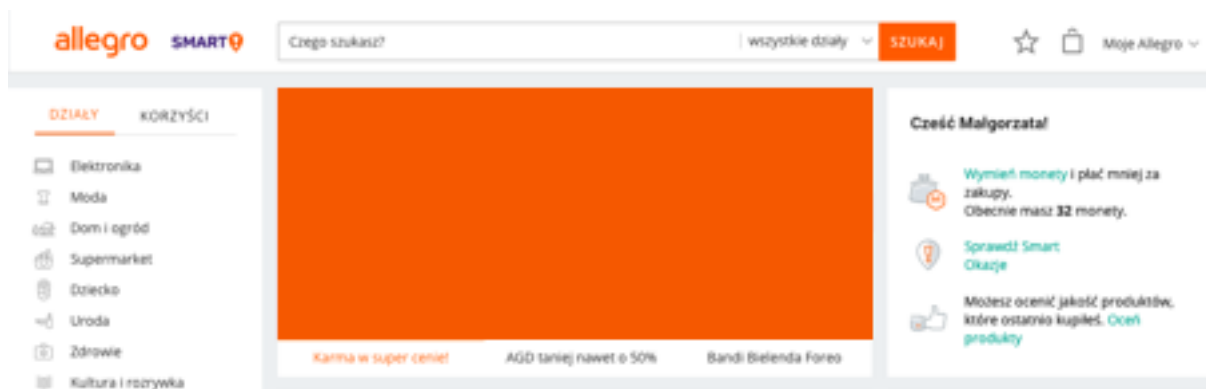 allegro SMART!
Czego szukasz?
wszystkie działy
SZUKAJ
Moje Allegro
DZIAŁY KORZYŚCI
Elektronika
Moda
Dom i ogród
Supermarket
Dziecko
Uroda
Zdrowie
Kultura i rozrywka
Karma w super cenie!
AGD taniej nawet o 50%
Bandi Bielenda Foreo
Cześć Małgorzata!
Wymień monety i płać mniej za
zakupy.
Obecnie masz 32 monety.
Sprawdź Smart
Okazje
Możesz ocenić jakość produktów,
które ostatnio kupiłeś. Oceń
produkty